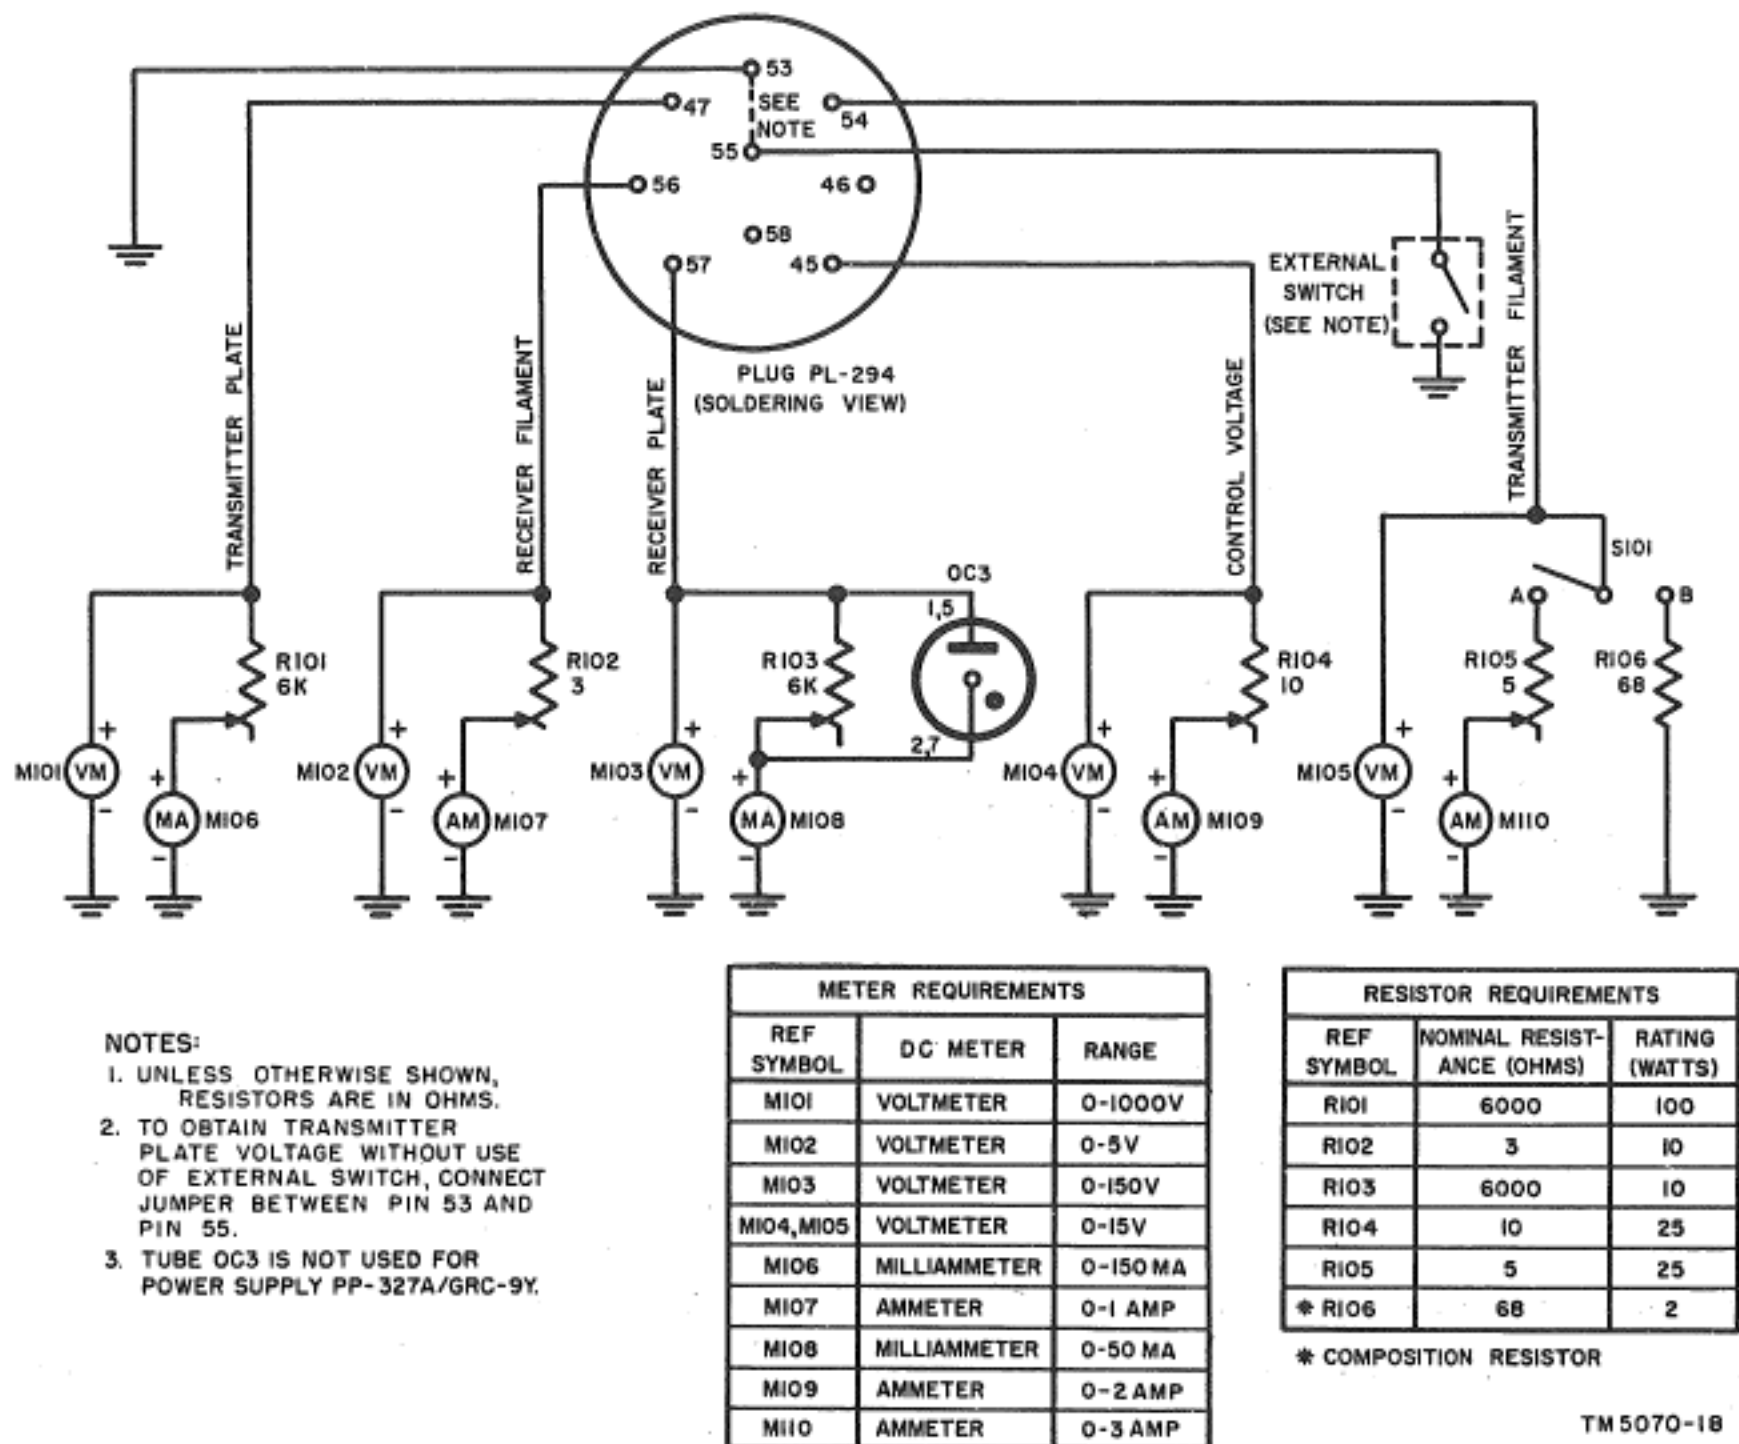 53
47
SEE
NOTE
54
55
56
46
58
57
45
PLUG PL-294
(SOLDERING VIEW)
EXTERNAL
SWITCH
(SEE NOTE)
TRANSMITTER PLATE
RECEIVER FILAMENT
RECEIVER PLATE
CONTROL VOLTAGE
TRANSMITTER FILAMENT
S101
A
B
OC3
1,5
2,7
R101
6K
R102
3
R103
6K
R104
10
R105
5
R106
68
M101 VM + -
MA M106 + -
M102 VM + -
AM M107 + -
M103 VM + -
MA M108 + -
M104 VM + -
AM M109 + -
M105 VM + -
AM M110 + -
NOTES:
1. UNLESS OTHERWISE SHOWN,
RESISTORS ARE IN OHMS.
2. TO OBTAIN TRANSMITTER
PLATE VOLTAGE WITHOUT USE
OF EXTERNAL SWITCH, CONNECT
JUMPER BETWEEN PIN 53 AND
PIN 55.
3. TUBE OC3 IS NOT USED FOR
POWER SUPPLY PP-327A/GRC-9Y.
METER REQUIREMENTS
REF SYMBOL DC METER RANGE
M101 VOLTMETER 0-1000V
M102 VOLTMETER 0-5V
M103 VOLTMETER 0-150V
M104,M105 VOLTMETER 0-15V
M106 MILLIAMMETER 0-150 MA
M107 AMMETER 0-1 AMP
M108 MILLIAMMETER 0-50 MA
M109 AMMETER 0-2 AMP
M110 AMMETER 0-3 AMP
RESISTOR REQUIREMENTS
REF SYMBOL NOMINAL RESIST-ANCE (OHMS) RATING (WATTS)
R101 6000 100
R102 3 10
R103 6000 10
R104 10 25
R105 5 25
* R106 68 2
* COMPOSITION RESISTOR
TM 5070-18